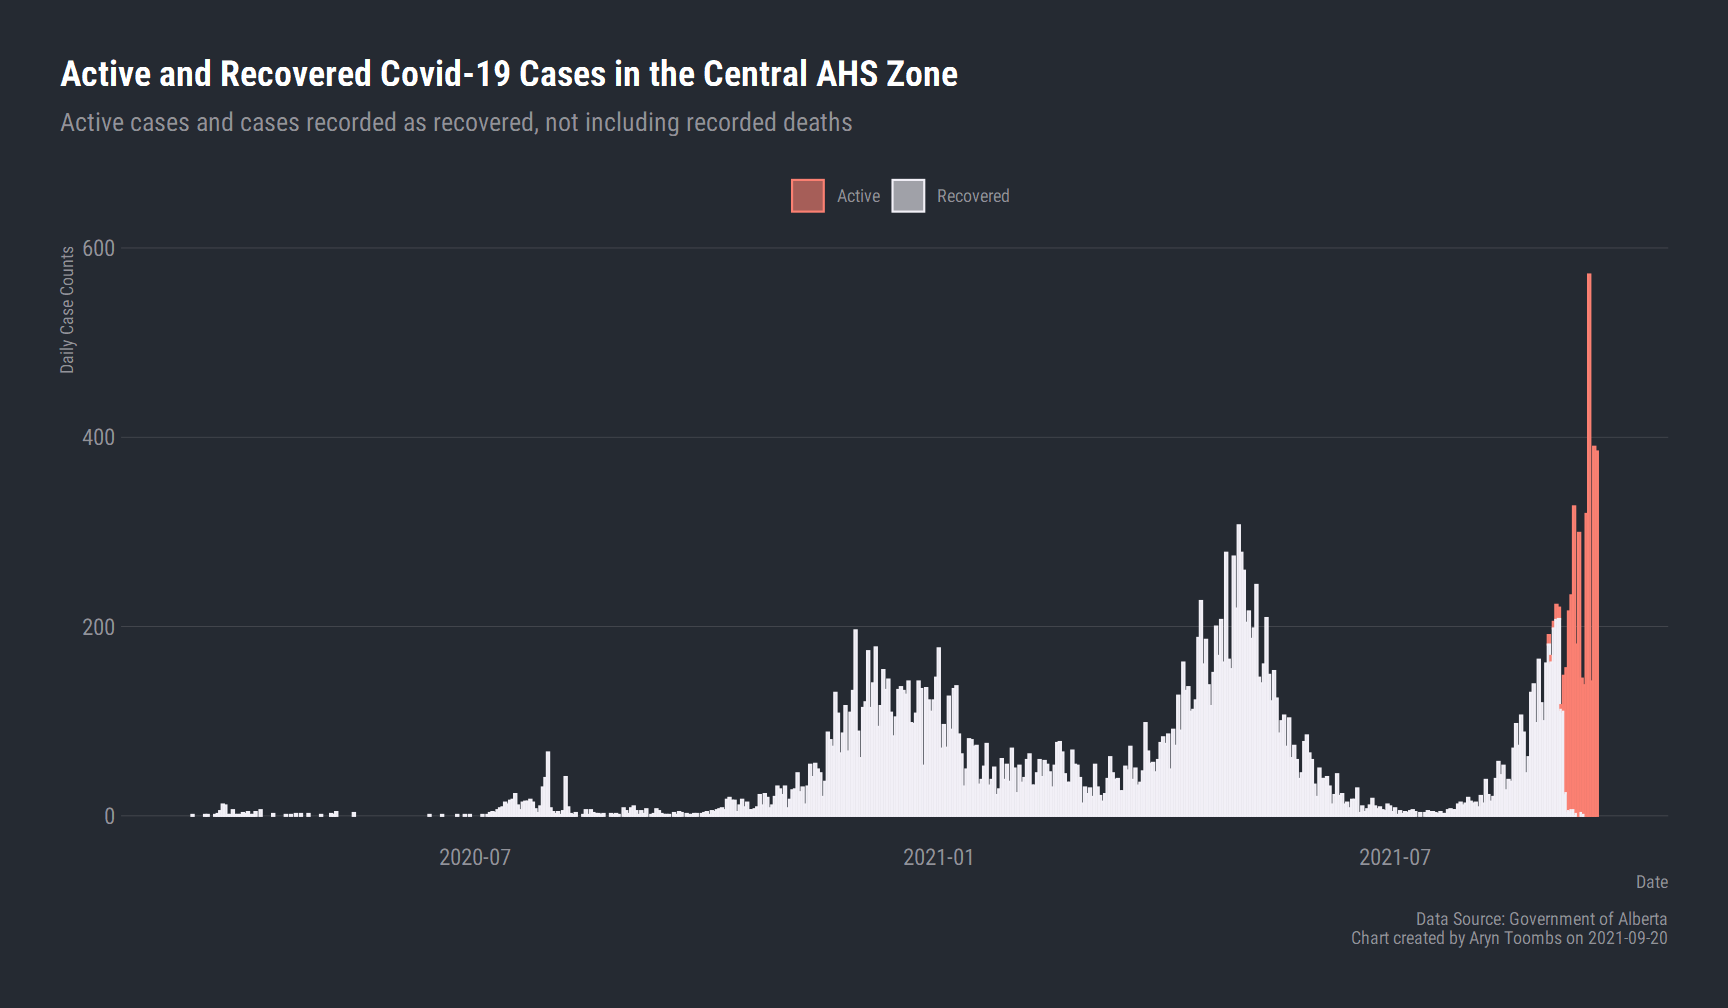 Active and Recovered Covid-19 Cases in the Central AHS Zone
Active cases and cases recorded as recovered, not including recorded deaths
Active
Recovered
Daily Case Counts
600
400
200
0
2020-07
2021-01
2021-07
Date
Data Source: Government of Alberta
Chart created by Aryn Toombs on 2021-09-20